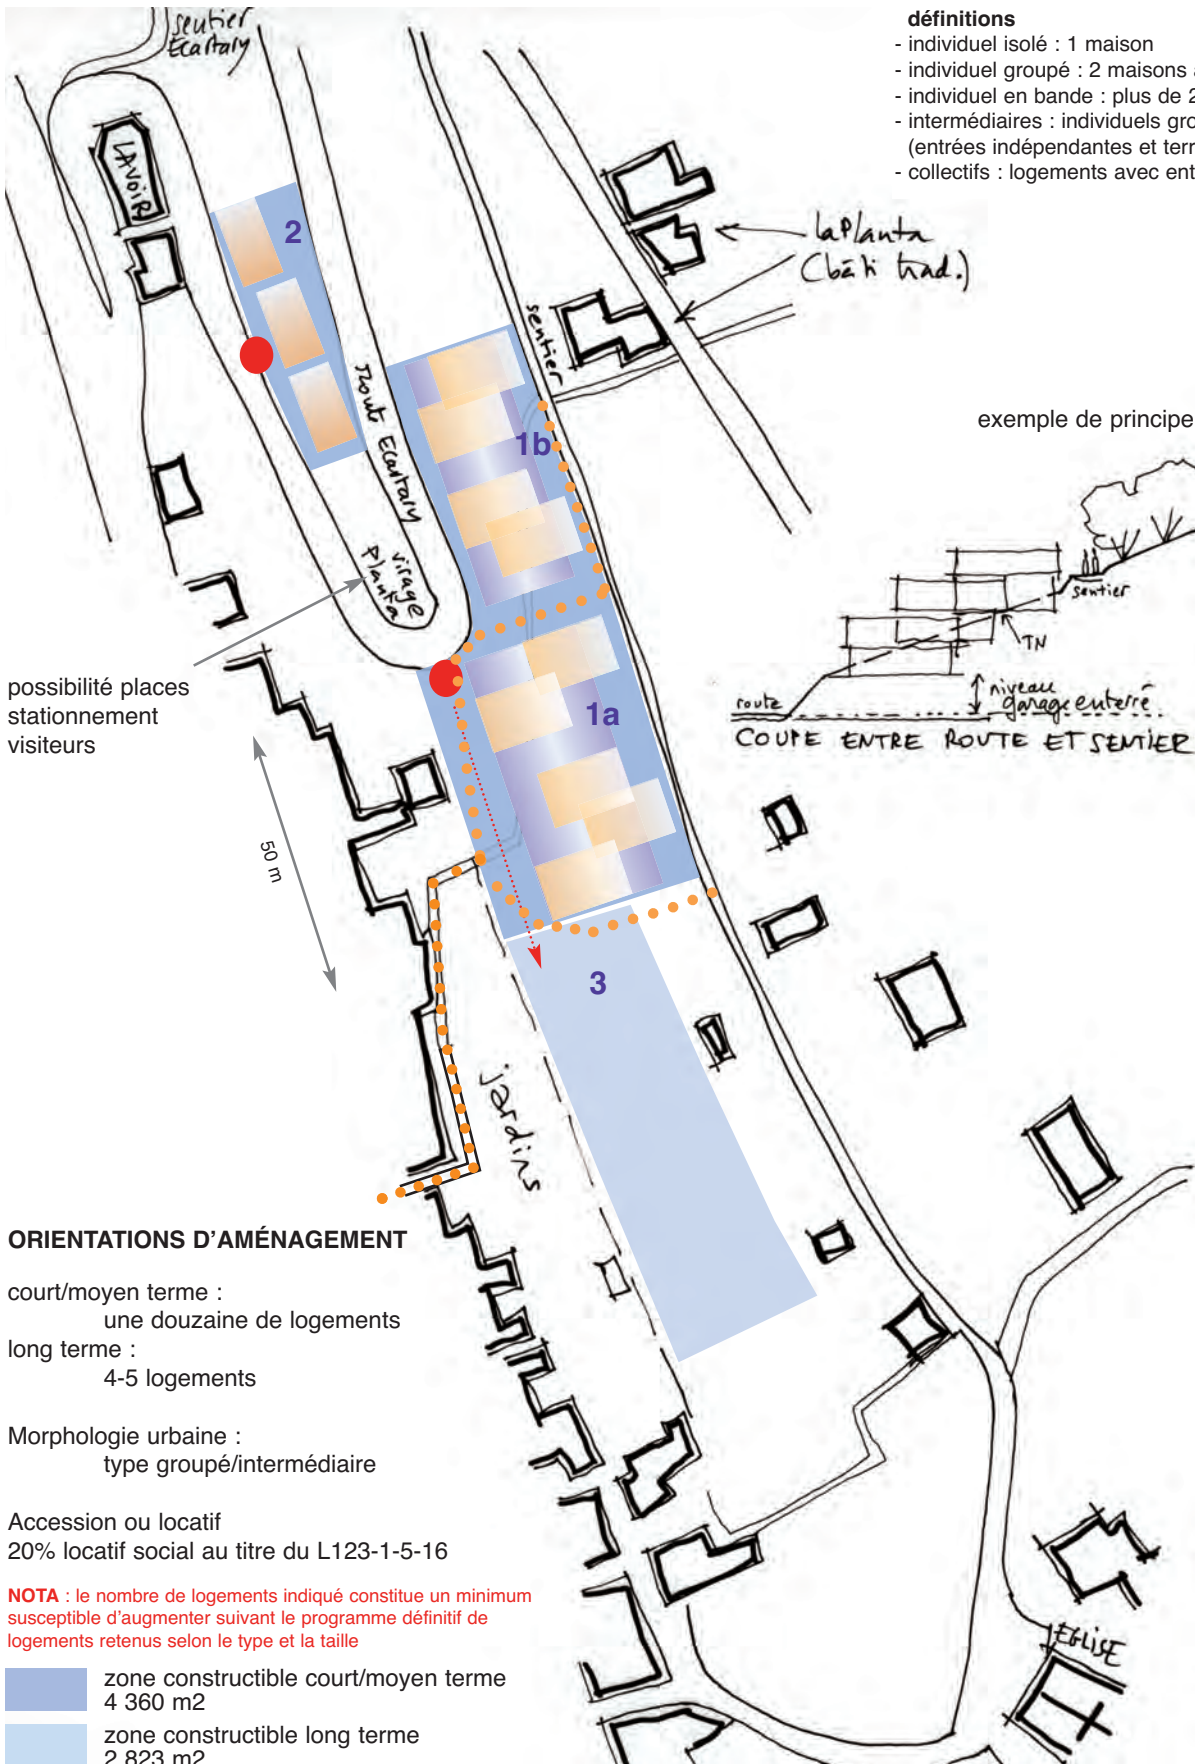 sentier
Ecartary
définitions
- individuel isolé : 1 maison
- individuel groupé : 2 maisons
- individuel en bande : plus de 2
- intermédiaires : individuels gro
(entrées indépendantes et terr
- collectifs : logements avec ent
LAVOIR
2
la Planta
(bâti trad.)
sentier
Route Ecartary
1b
exemple de principe
virage
Planta
sentier
TN
possibilité places
stationnement
visiteurs
1a
niveau
garage enterré
route
COUPE ENTRE ROUTE ET SENTIER
50 m
3
jardins
ORIENTATIONS D'AMÉNAGEMENT
court/moyen terme :
une douzaine de logements
long terme :
4-5 logements
Morphologie urbaine :
type groupé/intermédiaire
Accession ou locatif
20% locatif social au titre du L123-1-5-16
NOTA : le nombre de logements indiqué constitue un minimum
susceptible d'augmenter suivant le programme définitif de
logements retenus selon le type et la taille
EGLISE
zone constructible court/moyen terme
4 360 m2
zone constructible long terme
2 823 m2